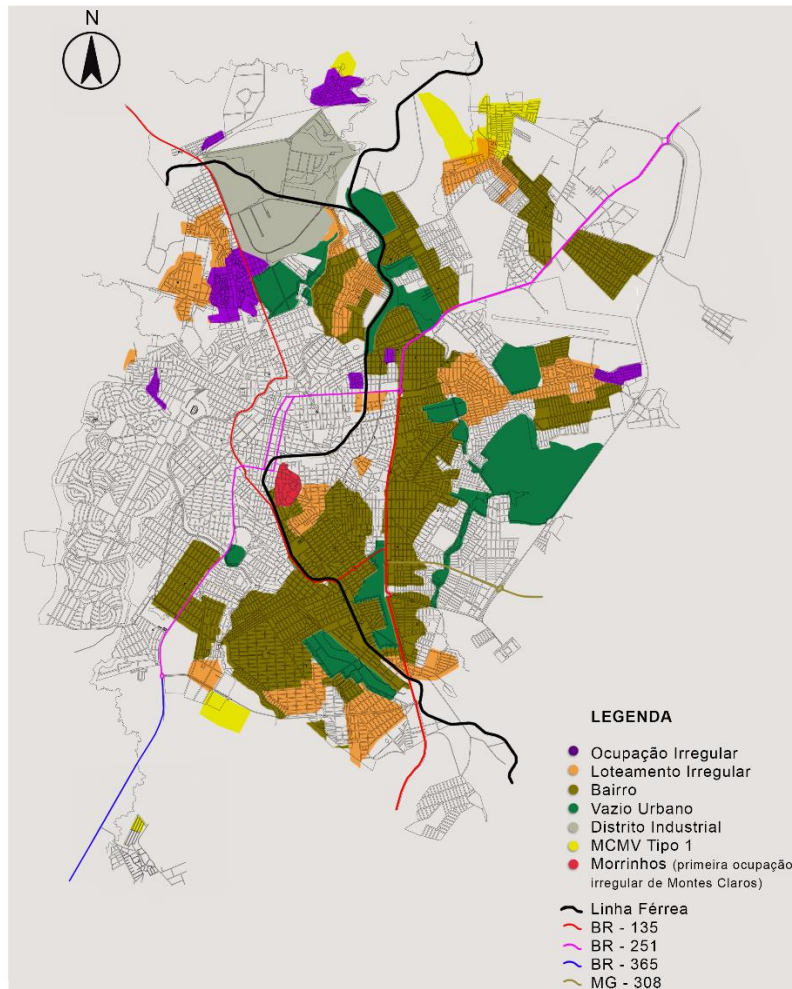 N
LEGENDA
Ocupação Irregular
Loteamento Irregular
Bairro
Vazio Urbano
Distrito Industrial
MCMV Tipo 1
Morrinhos (primeira ocupação
irregular de Montes Claros)
Linha Férrea
BR - 135
BR - 251
BR - 365
MG - 308